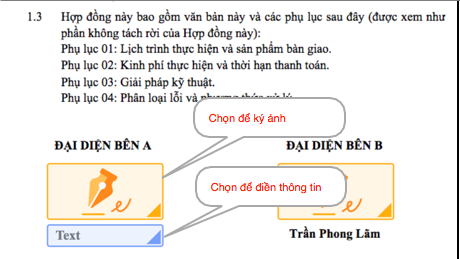 1.3 Hợp đồng này bao gồm văn bản này và các phụ lục sau đây (được xem như
phần không tách rời của Hợp đồng này):
Phụ lục 01: Lịch trình thực hiện và sản phẩm bàn giao.
Phụ lục 02: Kinh phí thực hiện và thời hạn thanh toán.
Phụ lục 03: Giải pháp kỹ thuật.
Phụ lục 04: Phân loại lỗi và
Chọn để ký ảnh
ĐẠI DIỆN BÊN A
ĐẠI DIỆN BÊN B
Chọn để diền thông tin
Text
Trần Phong Lãm